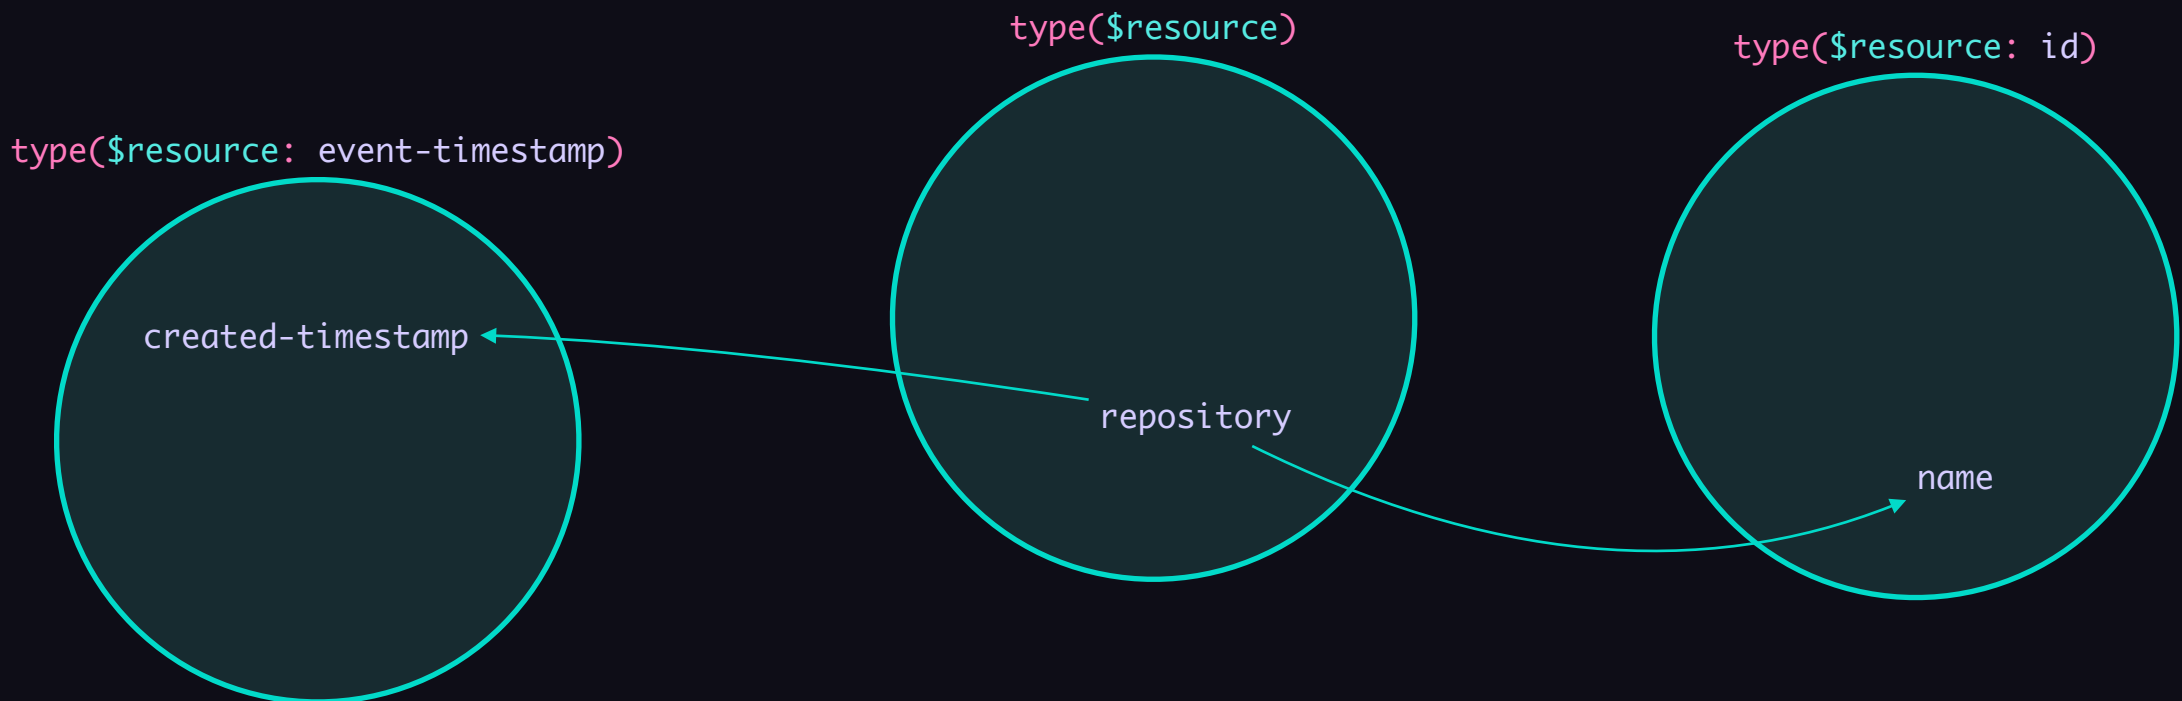 type($resource)
type($resource: id)
type($resource: event-timestamp)
created-timestamp
repository
name